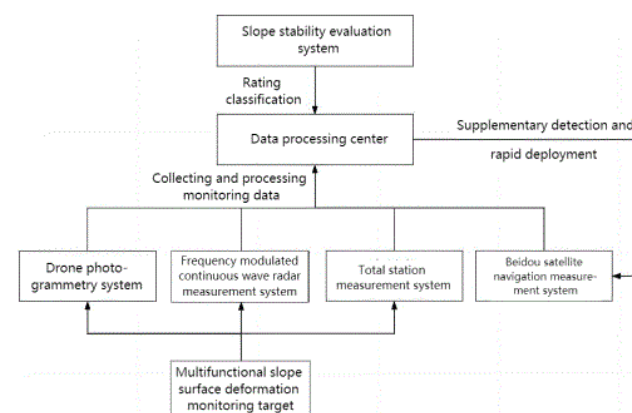 Slope stability evaluation
system
Rating
classification
Data processing center
Supplementary detection and
rapid deployment
Collecting and processing
monitoring data
Drone photo-
grammetry system
Frequency modulated
continuous wave radar
measurement system
Total station
measurement system
Beidou satellite
navigation measure-
ment system
Multifunctional slope
surface deformation
monitoring target